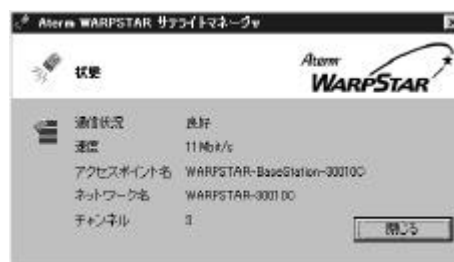 Aterm WARPSTAR サテライトマネージャ
状態
Aterm
WARPSTAR
通信状況 良好
速度 11Mbit/s
アクセスポイント名 WARPSTAR-BaseStation-30010C
ネットワーク名 WARPSTAR-30010C
チャンネル 3
閉じる